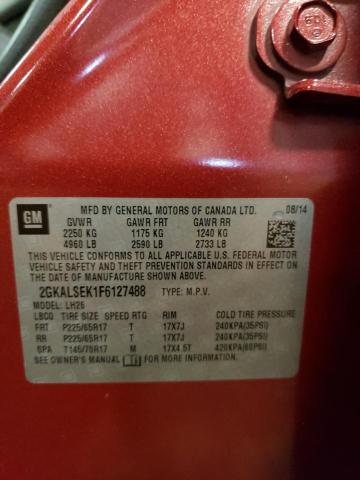 60
GM
MFD BY GENERAL MOTORS OF CANADA LTD. 08/14
GVWR GAWR FRT GAWR RR
2250 KG 1175 KG 1240 KG
4960 LB 2590 LB 2733 LB
THIS VEHICLE CONFORMS TO ALL APPLICABLE U.S. FEDERAL MOTOR
VEHICLE SAFETY, BUMPER, AND THEFT PREVENTION STANDARDS
IN EFFECT ON THE DATE OF MANUFACTURE SHOWN ABOVE.
2GKALSEK1F6127488 TYPE: M.P.V.
MODEL: LH26
LBCQ TIRE SIZE SPEED RTG RIM COLD TIRE PRESSURE
FRT P225/65R17 T 17X7J 240KPA(35PSI)
RR P225/65R17 T 17X7J 240KPA(35PSI)
SPA T145/70R17 M 17X4.5T 420KPA(60PSI)
SEE OWNER'S MANUAL FOR MORE INFORMATION.